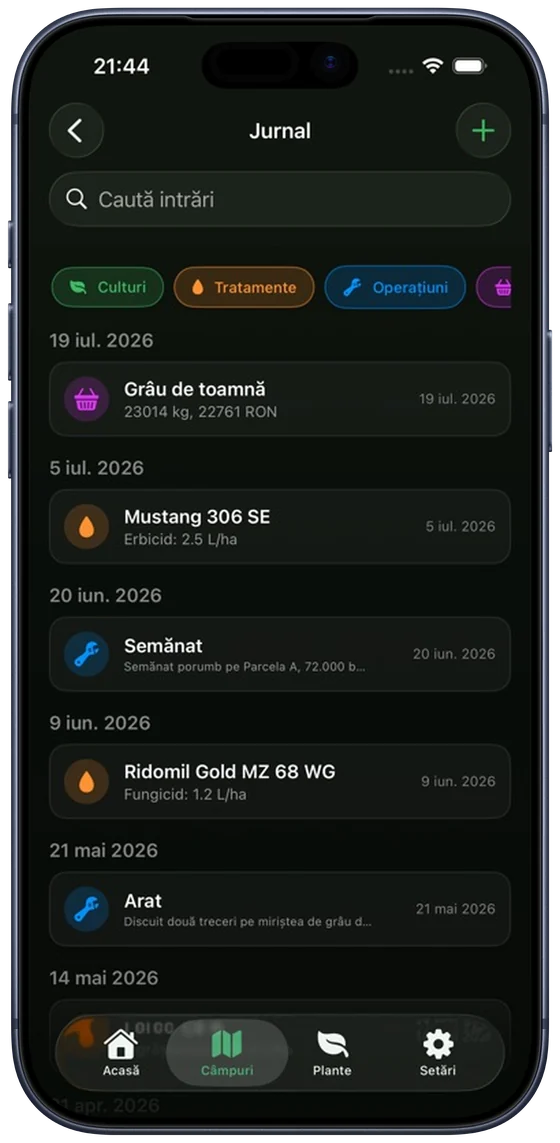 21:44
Jurnal
Caută intrări
Culturi
Tratamente
Operațiuni
19 iul. 2026
Grâu de toamnă
19 iul. 2026
23014 kg, 22761 RON
5 iul. 2026
Mustang 306 SE
5 iul. 2026
Erbicid: 2.5 L/ha
20 iun. 2026
Semănat
20 iun. 2026
Semănat porumb pe Parcela A, 72.000 b...
9 iun. 2026
Ridomil Gold MZ 68 WG
9 iun. 2026
Fungicid: 1.2 L/ha
21 mai 2026
Arat
21 mai 2026
Discuit două treceri pe miriștea de grâu d...
14 mai 2026
Acasă
Câmpuri
Plante
Setări
21 apr. 2026